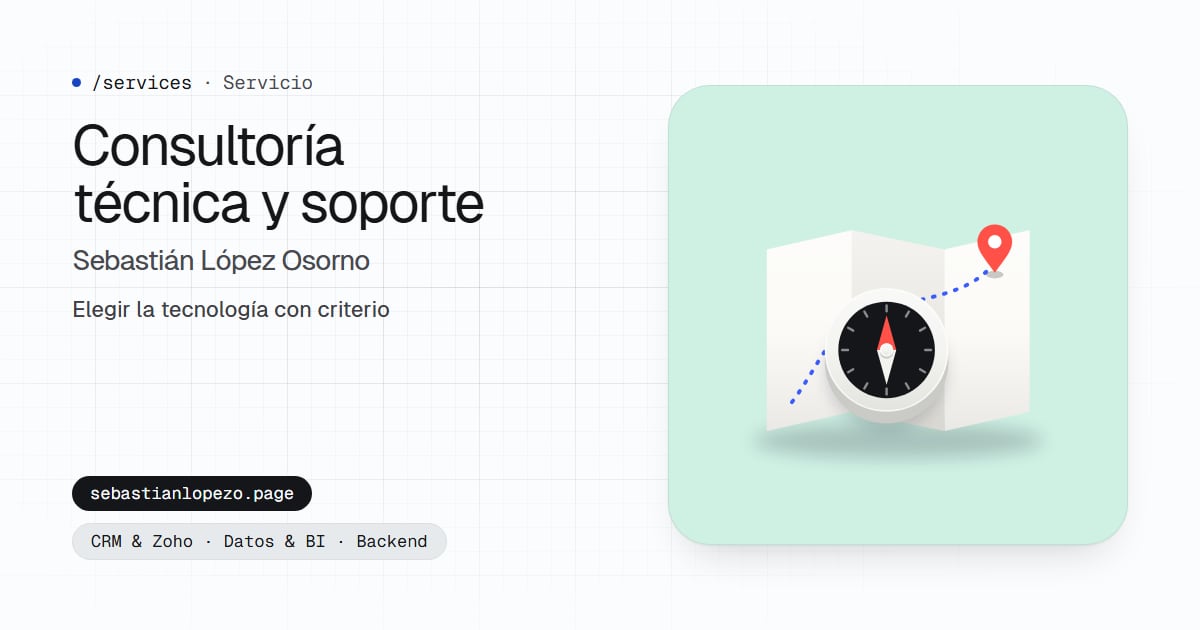 /services · Servicio
Consultoría
técnica y soporte
Sebastián López Osorno
Elegir la tecnología con criterio
sebastianlopezo.page
CRM & Zoho · Datos & BI · Backend